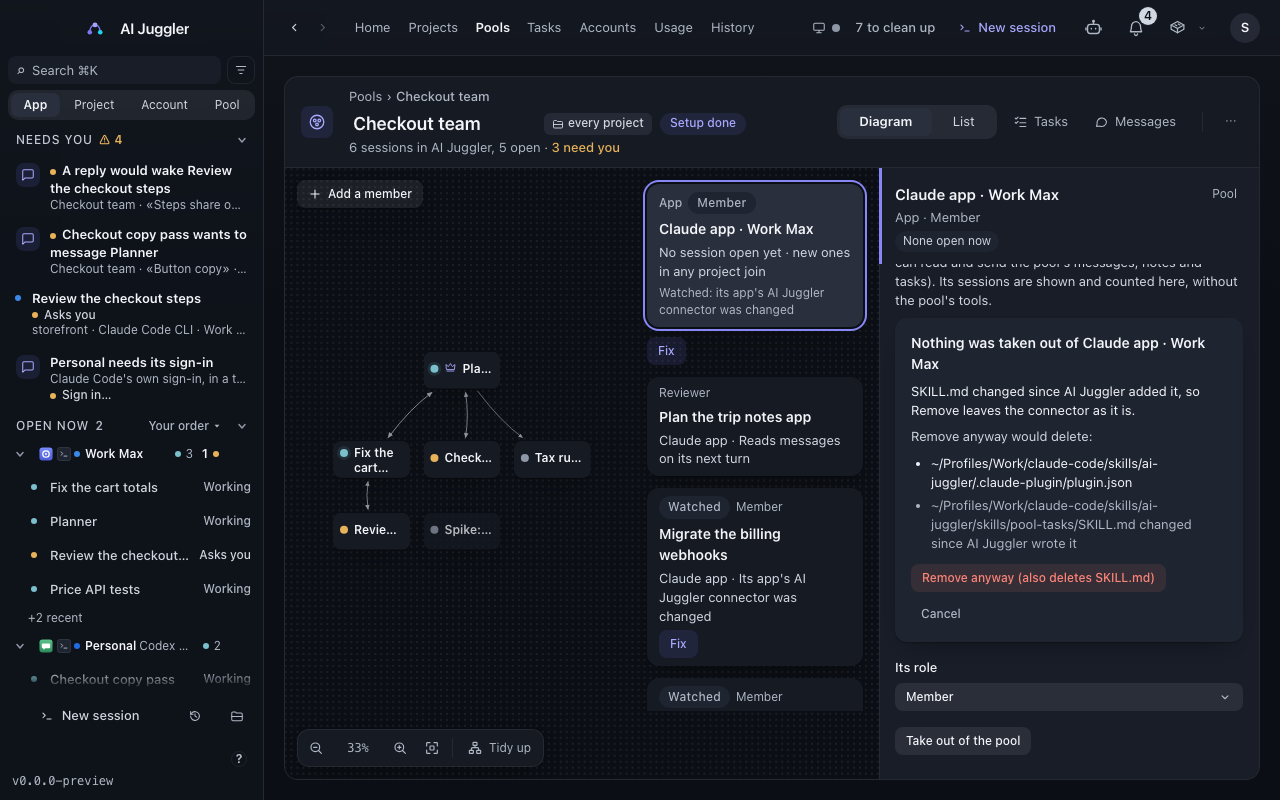 AI Juggler
Search ⌘K
App Project Account Pool
NEEDS YOU 4
A reply would wake Review
the checkout steps
Checkout team · «Steps share o…
Checkout copy pass wants to
message Planner
Checkout team · «Button copy» ·…
Review the checkout steps
Asks you
storefront · Claude Code CLI · Work …
Personal needs its sign-in
Claude Code's own sign-in, in a t…
Sign in…
OPEN NOW 2 Your order
Work Max 3 1
Fix the cart totals Working
Planner Working
Review the checkout… Asks you
Price API tests Working
+2 recent
Personal Codex … 2
Checkout copy pass Working
New session
?
v0.0.0-preview
Home Projects Pools Tasks Accounts Usage History
7 to clean up
New session
4
S
Pools › Checkout team
Checkout team
every project
Setup done
6 sessions in AI Juggler, 5 open · 3 need you
Diagram List
Tasks
Messages
Add a member
Pla…
Fix the
cart…
Check…
Tax ru…
Revie…
Spike:…
App Member
Claude app · Work Max
No session open yet · new ones
in any project join
Watched: its app's AI Juggler
connector was changed
Fix
Reviewer
Plan the trip notes app
Claude app · Reads messages
on its next turn
Watched Member
Migrate the billing
webhooks
Claude app · Its app's AI
Juggler connector was
changed
Fix
Watched Member
33%
Tidy up
Claude app · Work Max
Pool
App · Member
None open now
can read and send the pool's messages, notes and
tasks). Its sessions are shown and counted here, without
the pool's tools.
Nothing was taken out of Claude app · Work
Max
SKILL.md changed since AI Juggler added it, so
Remove leaves the connector as it is.
Remove anyway would delete:
• ~/Profiles/Work/claude-code/skills/ai-
juggler/.claude-plugin/plugin.json
• ~/Profiles/Work/claude-code/skills/ai-
juggler/skills/pool-tasks/SKILL.md changed
since AI Juggler wrote it
Remove anyway (also deletes SKILL.md)
Cancel
Its role
Member
Take out of the pool